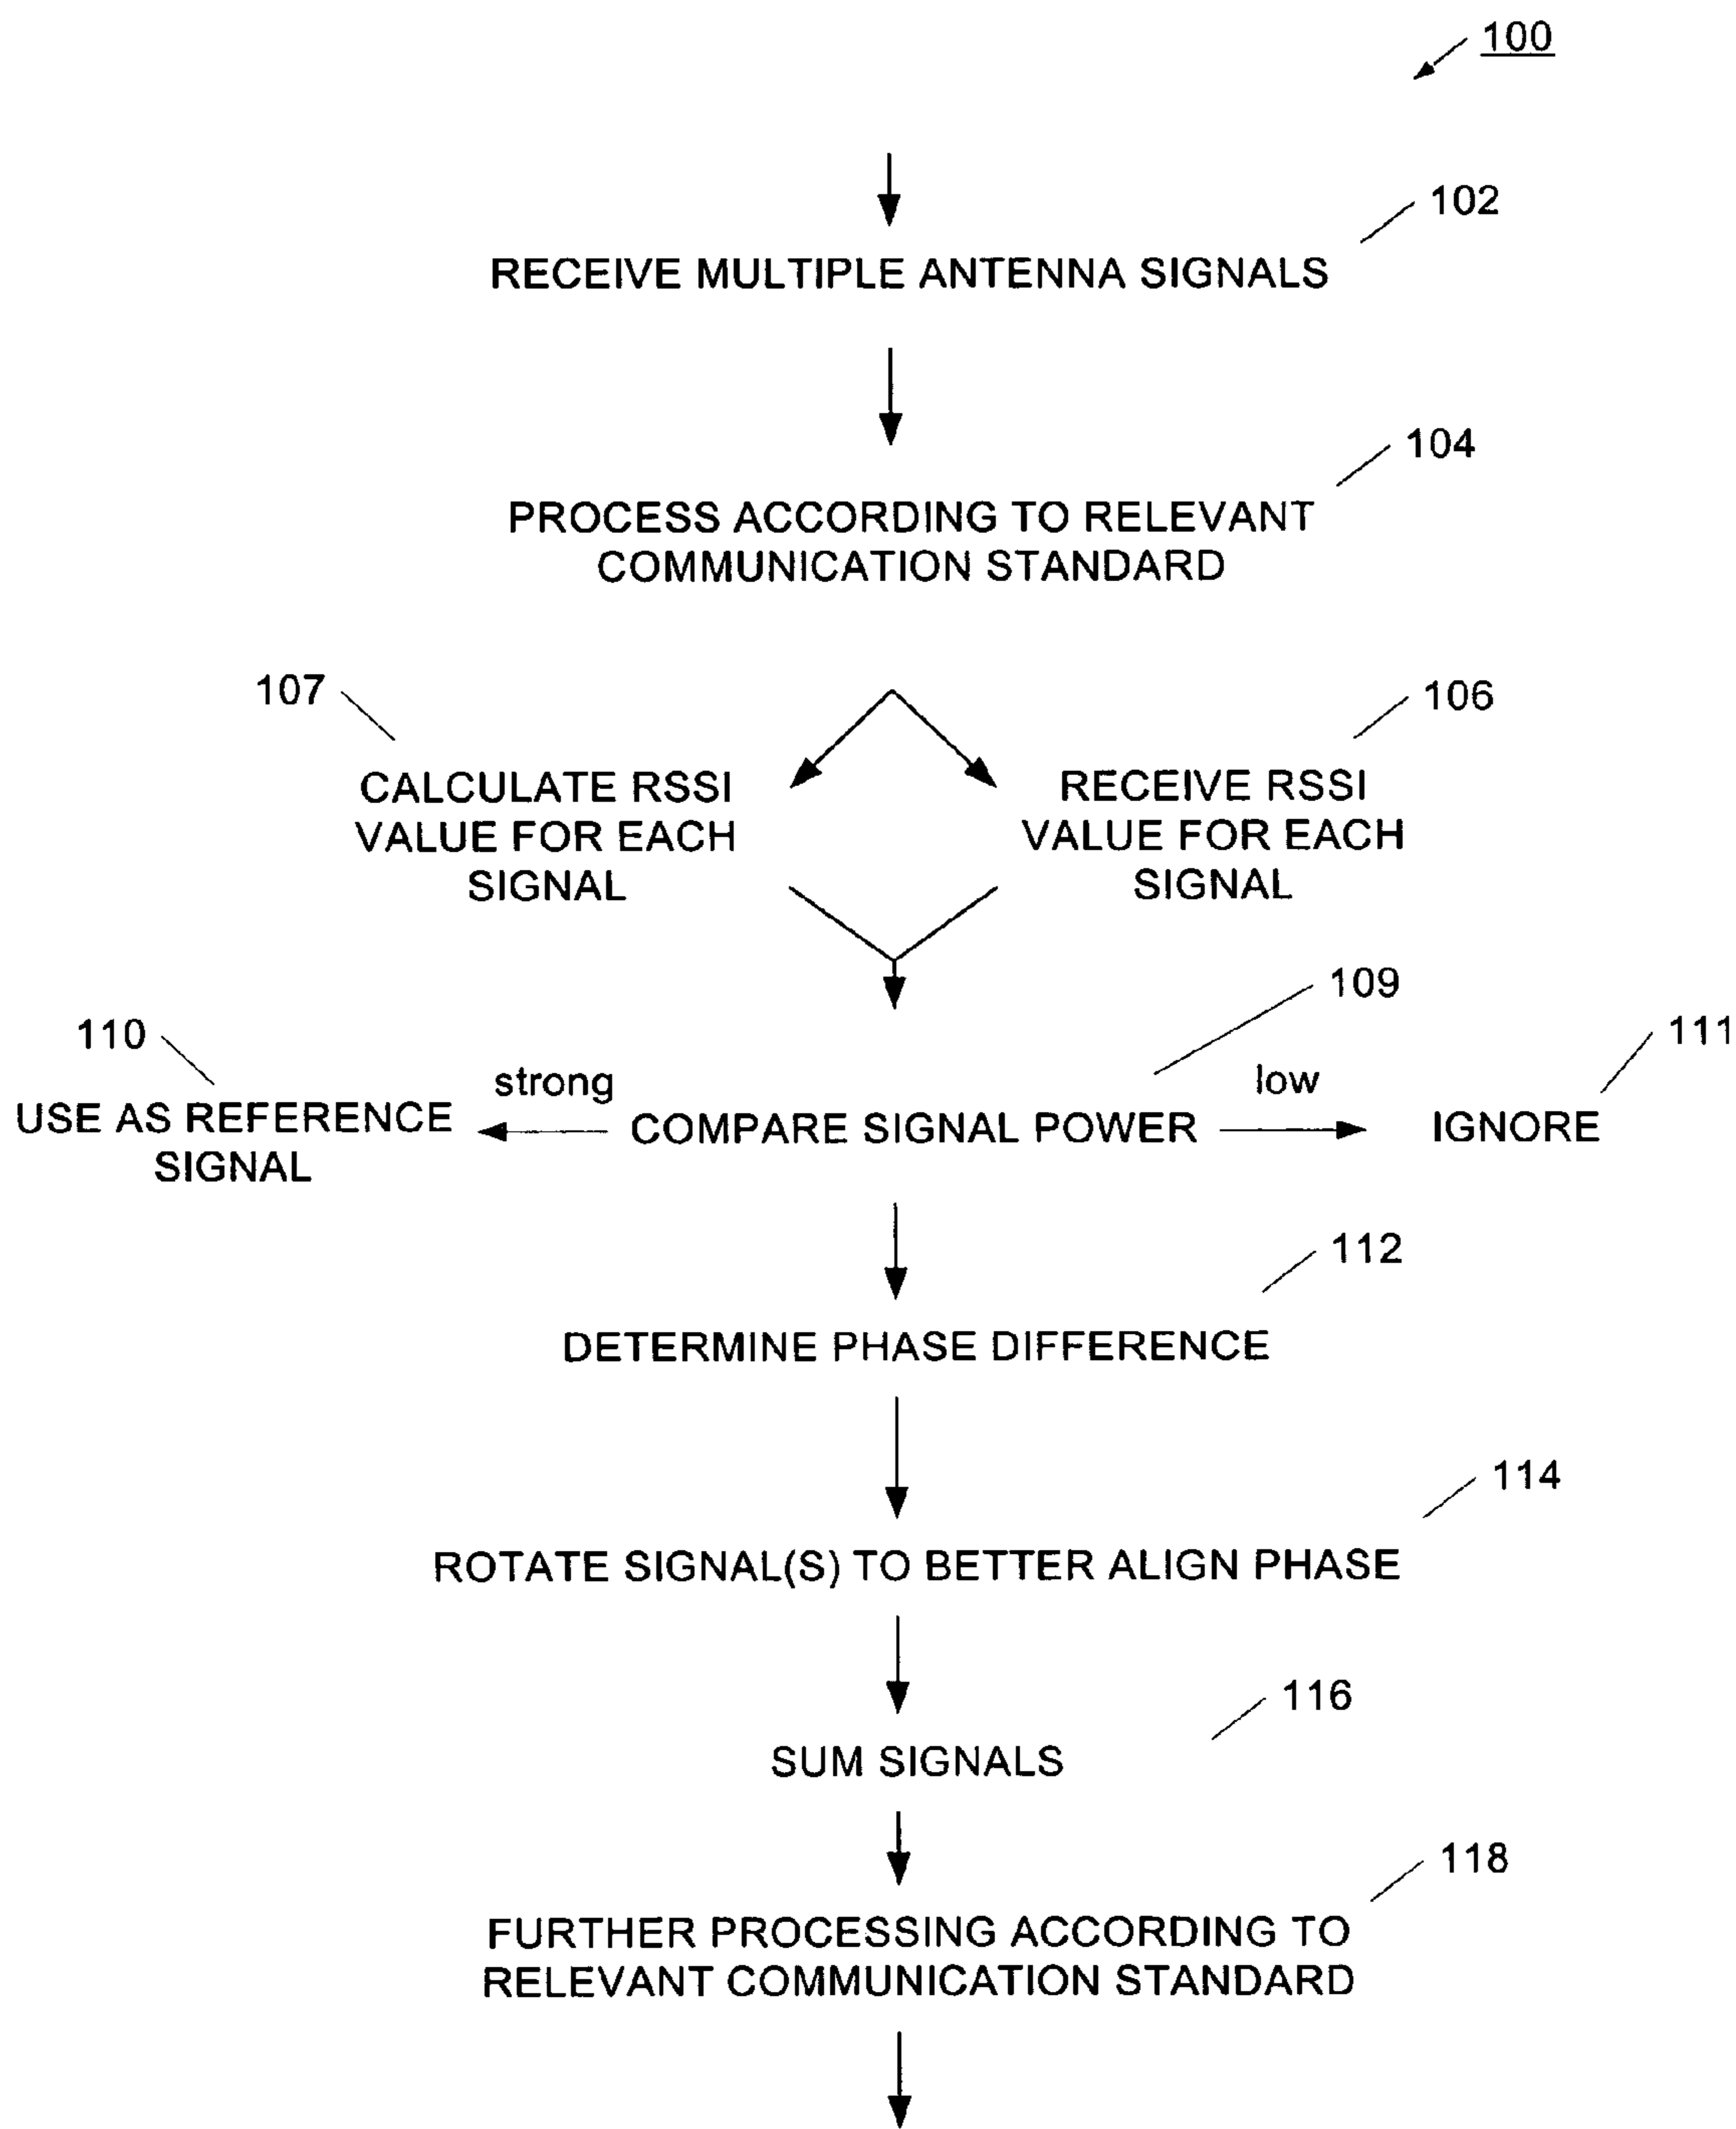 100
102
RECEIVE MULTIPLE ANTENNA SIGNALS
104
PROCESS ACCORDING TO RELEVANT
COMMUNICATION STANDARD
107
106
CALCULATE RSSI
VALUE FOR EACH
SIGNAL
RECEIVE RSSI
VALUE FOR EACH
SIGNAL
109
110
111
strong
low
USE AS REFERENCE
SIGNAL
COMPARE SIGNAL POWER
IGNORE
112
DETERMINE PHASE DIFFERENCE
114
ROTATE SIGNAL(S) TO BETTER ALIGN PHASE
116
SUM SIGNALS
118
FURTHER PROCESSING ACCORDING TO
RELEVANT COMMUNICATION STANDARD